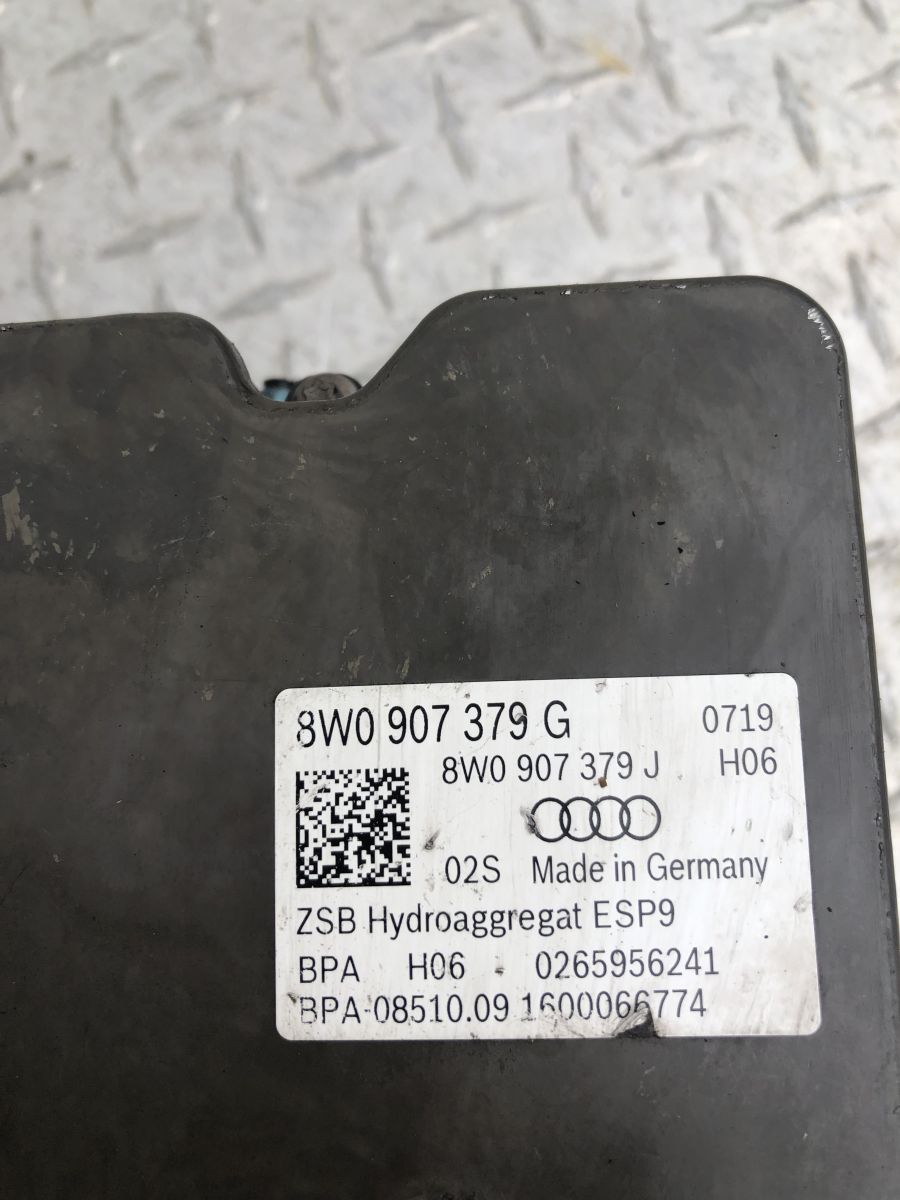 8W0 907 379 G 0719
8W0 907 379 J H06
02S Made in Germany
ZSB Hydroaggregat ESP9
BPA H06 - 0265956241
BPA-08510.09 1600066774